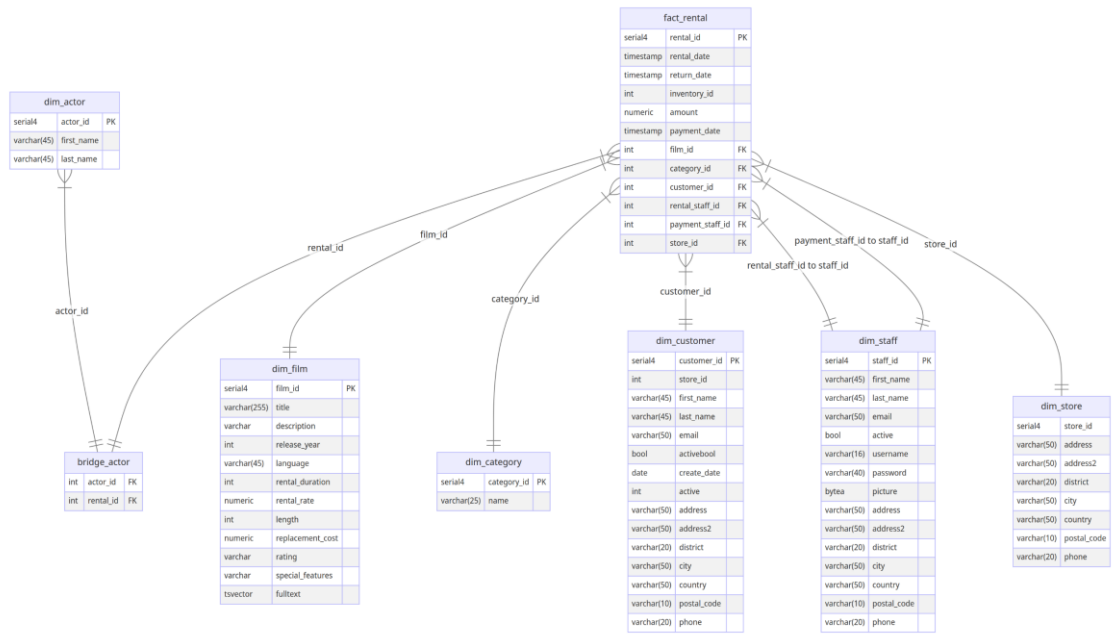 fact_rental
serial4 rental_id PK
timestamp rental_date
timestamp return_date
int inventory_id
numeric amount
timestamp payment_date
int film_id FK
int category_id FK
int customer_id FK
int rental_staff_id FK
int payment_staff_id FK
int store_id FK
dim_actor
serial4 actor_id PK
varchar(45) first_name
varchar(45) last_name
rental_id
film_id
category_id
customer_id
rental_staff_id to staff_id
payment_staff_id to staff_id
store_id
actor_id
bridge_actor
int actor_id FK
int rental_id FK
dim_film
serial4 film_id PK
varchar(255) title
varchar description
int release_year
varchar(45) language
int rental_duration
numeric rental_rate
int length
numeric replacement_cost
varchar rating
varchar special_features
tsvector fulltext
dim_category
serial4 category_id PK
varchar(25) name
dim_customer
serial4 customer_id PK
int store_id
varchar(45) first_name
varchar(45) last_name
varchar(50) email
bool activebool
date create_date
int active
varchar(50) address
varchar(50) address2
varchar(20) district
varchar(50) city
varchar(50) country
varchar(10) postal_code
varchar(20) phone
dim_staff
serial4 staff_id PK
varchar(45) first_name
varchar(45) last_name
varchar(50) email
bool active
varchar(16) username
varchar(40) password
bytea picture
varchar(50) address
varchar(50) address2
varchar(20) district
varchar(50) city
varchar(50) country
varchar(10) postal_code
varchar(20) phone
dim_store
serial4 store_id
varchar(50) address
varchar(50) address2
varchar(20) district
varchar(50) city
varchar(50) country
varchar(10) postal_code
varchar(20) phone